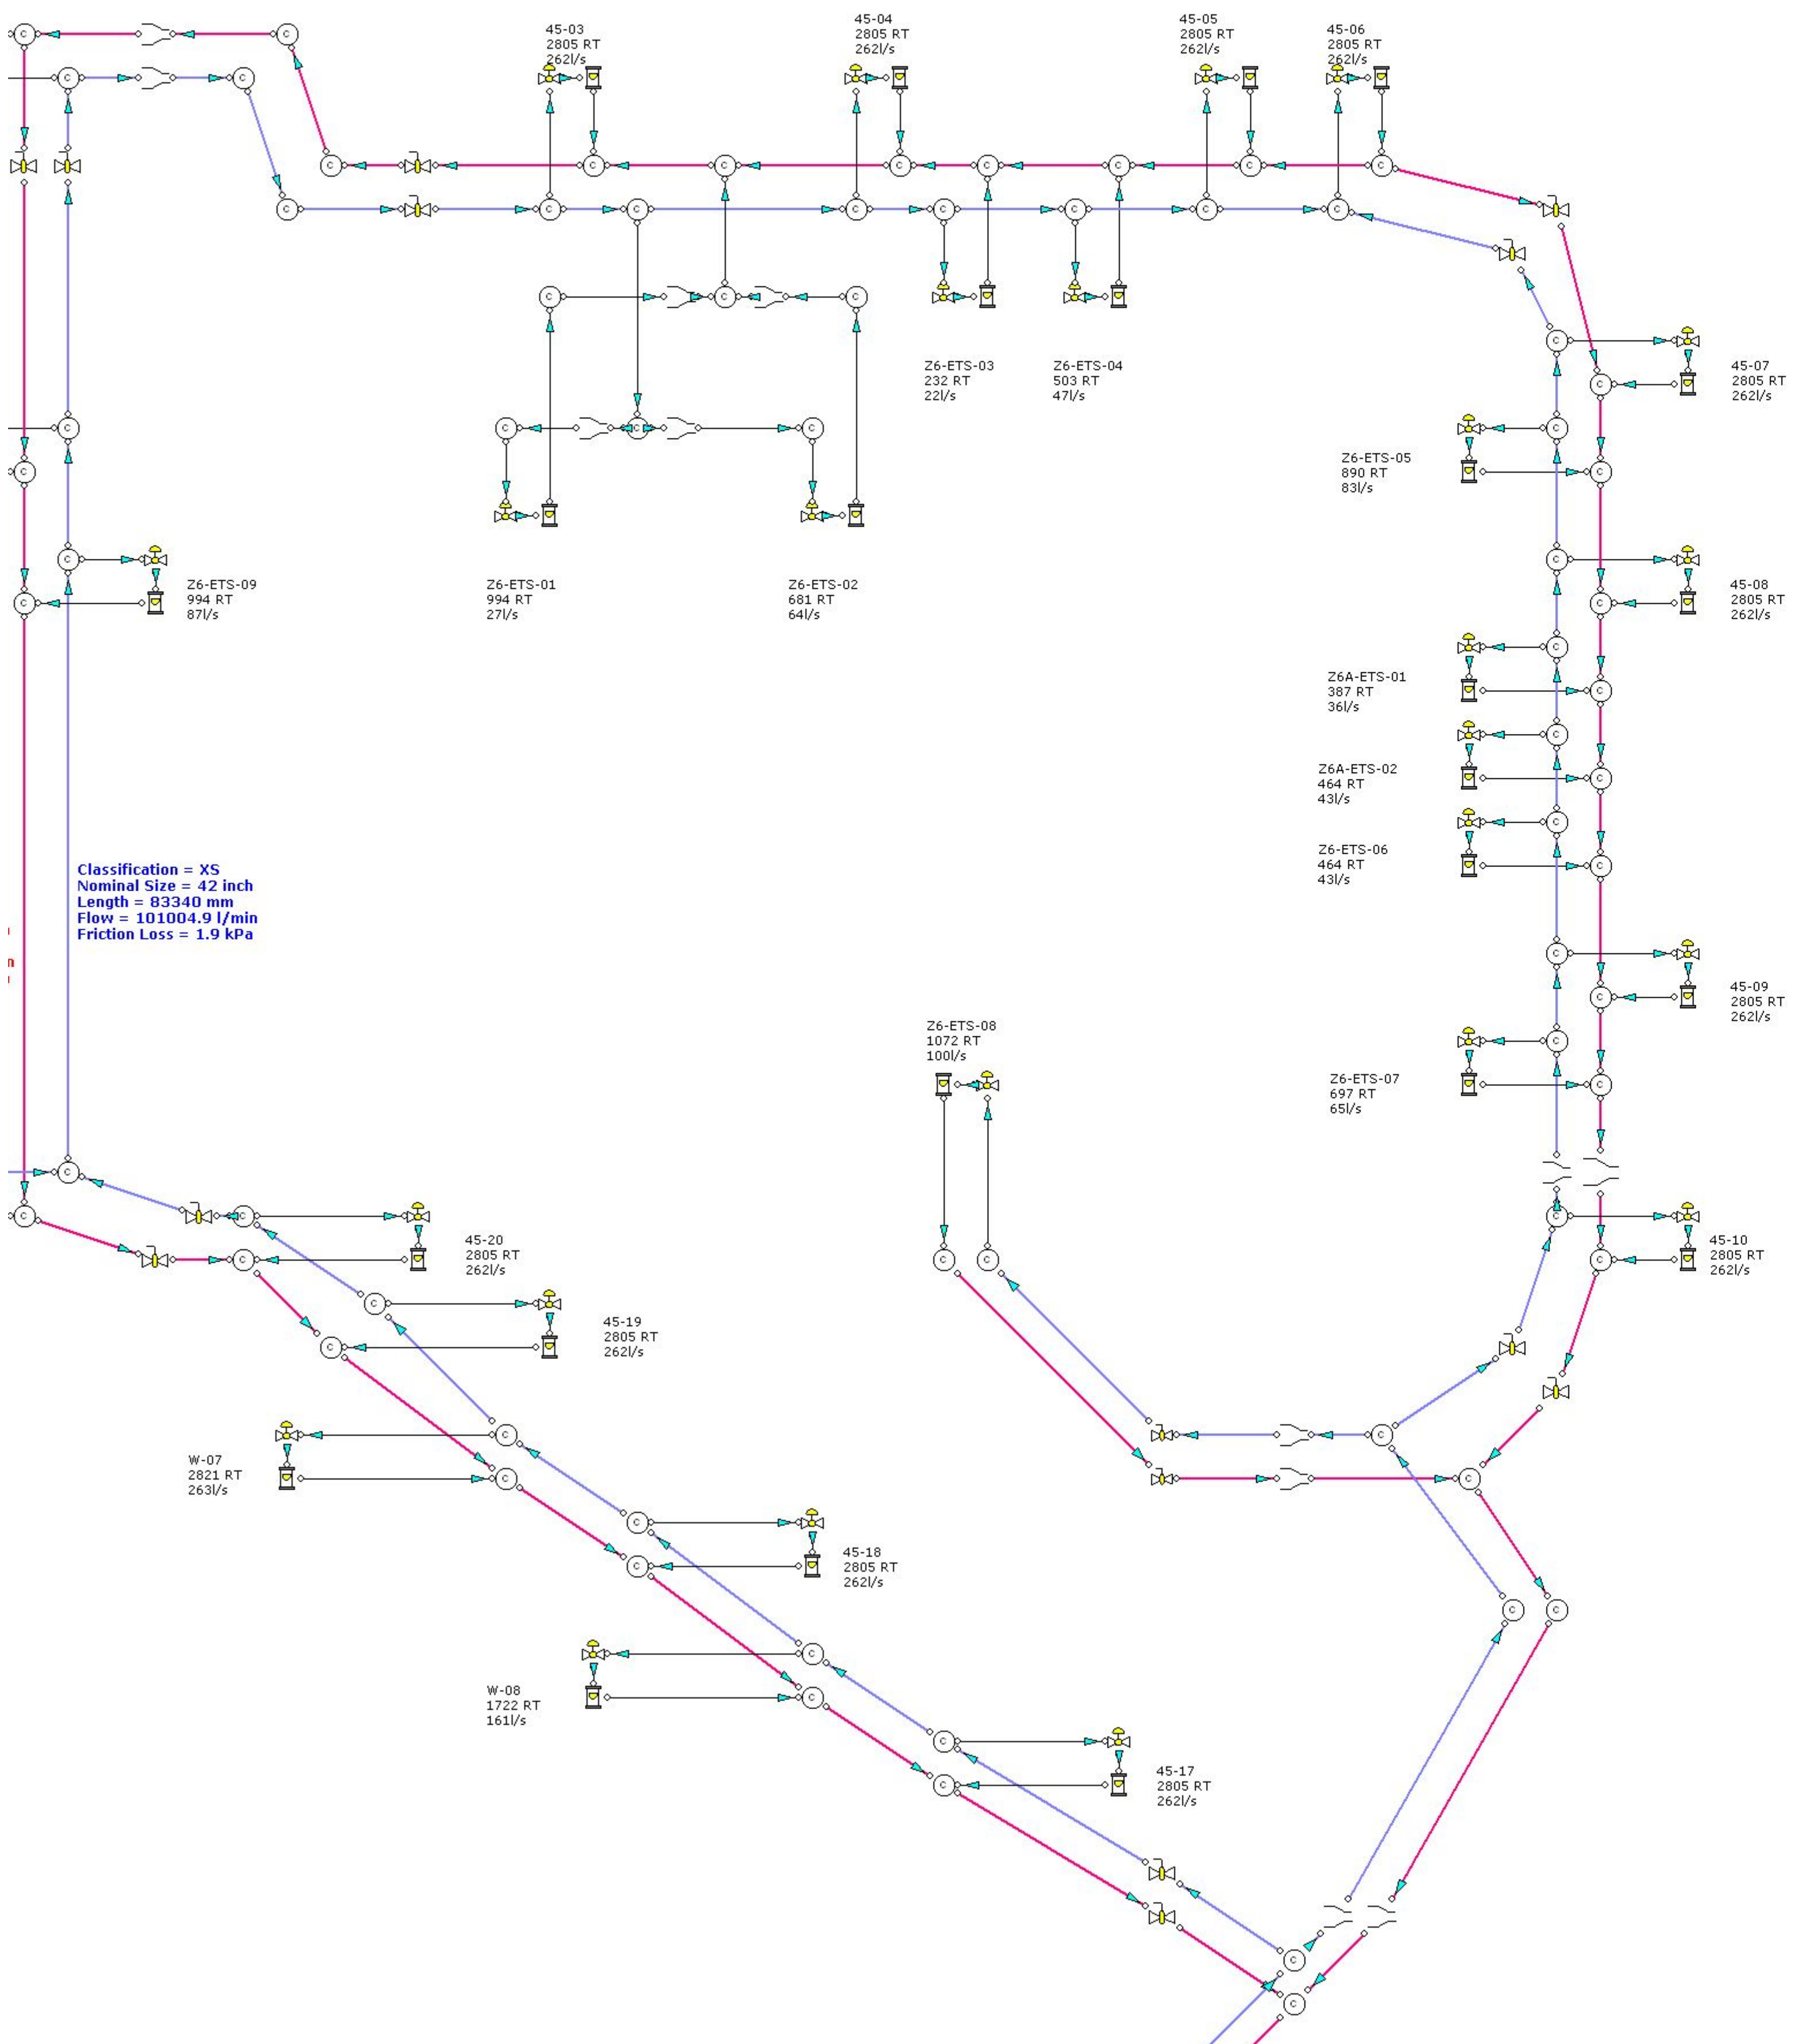 45-03
2805 RT
262l/s
45-04
2805 RT
262l/s
45-05
2805 RT
262l/s
45-06
2805 RT
262l/s
Z6-ETS-03
232 RT
22l/s
Z6-ETS-04
503 RT
47l/s
45-07
2805 RT
262l/s
Z6-ETS-05
890 RT
83l/s
Z6-ETS-09
994 RT
87l/s
Z6-ETS-01
994 RT
27l/s
Z6-ETS-02
681 RT
64l/s
45-08
2805 RT
262l/s
Z6A-ETS-01
387 RT
36l/s
Z6A-ETS-02
464 RT
43l/s
Z6-ETS-06
464 RT
43l/s
Classification = XS
Nominal Size = 42 inch
Length = 83340 mm
Flow = 101004.9 l/min
Friction Loss = 1.9 kPa
45-09
2805 RT
262l/s
Z6-ETS-08
1072 RT
100l/s
Z6-ETS-07
697 RT
65l/s
45-20
2805 RT
262l/s
45-10
2805 RT
262l/s
45-19
2805 RT
262l/s
W-07
2821 RT
263l/s
45-18
2805 RT
262l/s
W-08
1722 RT
161l/s
45-17
2805 RT
262l/s